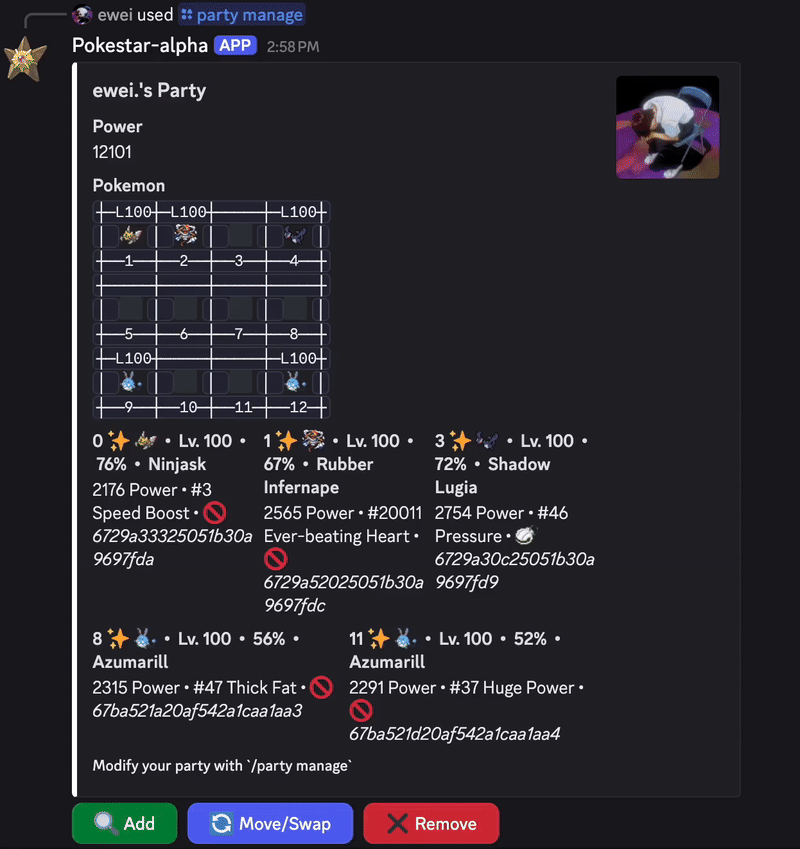 ewei used party manage
Pokestar-alpha APP 2:58 PM
ewei.'s Party
Power
12101
Pokemon
L100 L100 L100
1 2 3 4
5 6 7 8
L100 L100
9 10 11 12
0 ✨ • Lv. 100 •
76% • Ninjask
2176 Power • #3
Speed Boost • 🚫
6729a33325051b30a
9697fda
1 ✨ • Lv. 100 •
67% • Rubber
Infernape
2565 Power • #20011
Ever-beating Heart •
🚫
6729a52025051b30a
9697fdc
3 ✨ • Lv. 100 •
72% • Shadow
Lugia
2754 Power • #46
Pressure •
6729a30c25051b30a
9697fd9
8 ✨ • Lv. 100 • 56% •
Azumarill
2315 Power • #47 Thick Fat • 🚫
67ba521a20af542a1caa1aa3
11 ✨ • Lv. 100 • 52% •
Azumarill
2291 Power • #37 Huge Power •
🚫
67ba521d20af542a1caa1aa4
Modify your party with `/party manage`
Add
Move/Swap
Remove